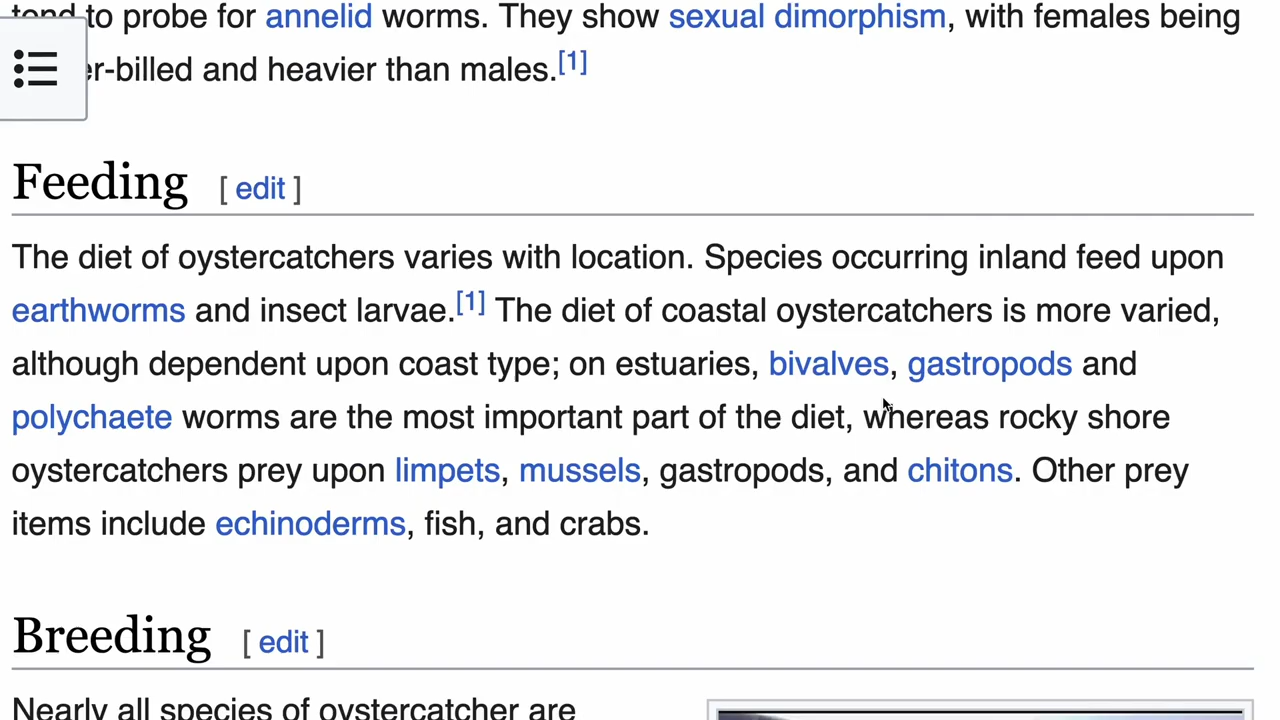 to probe for annelid worms. They show sexual dimorphism, with females being
er-billed and heavier than males.[1]
Feeding [ edit ]
The diet of oystercatchers varies with location. Species occurring inland feed upon
earthworms and insect larvae.[1] The diet of coastal oystercatchers is more varied,
although dependent upon coast type; on estuaries, bivalves, gastropods and
polychaete worms are the most important part of the diet, whereas rocky shore
oystercatchers prey upon limpets, mussels, gastropods, and chitons. Other prey
items include echinoderms, fish, and crabs.
Breeding [ edit ]
Nearly all species of oystercatcher are